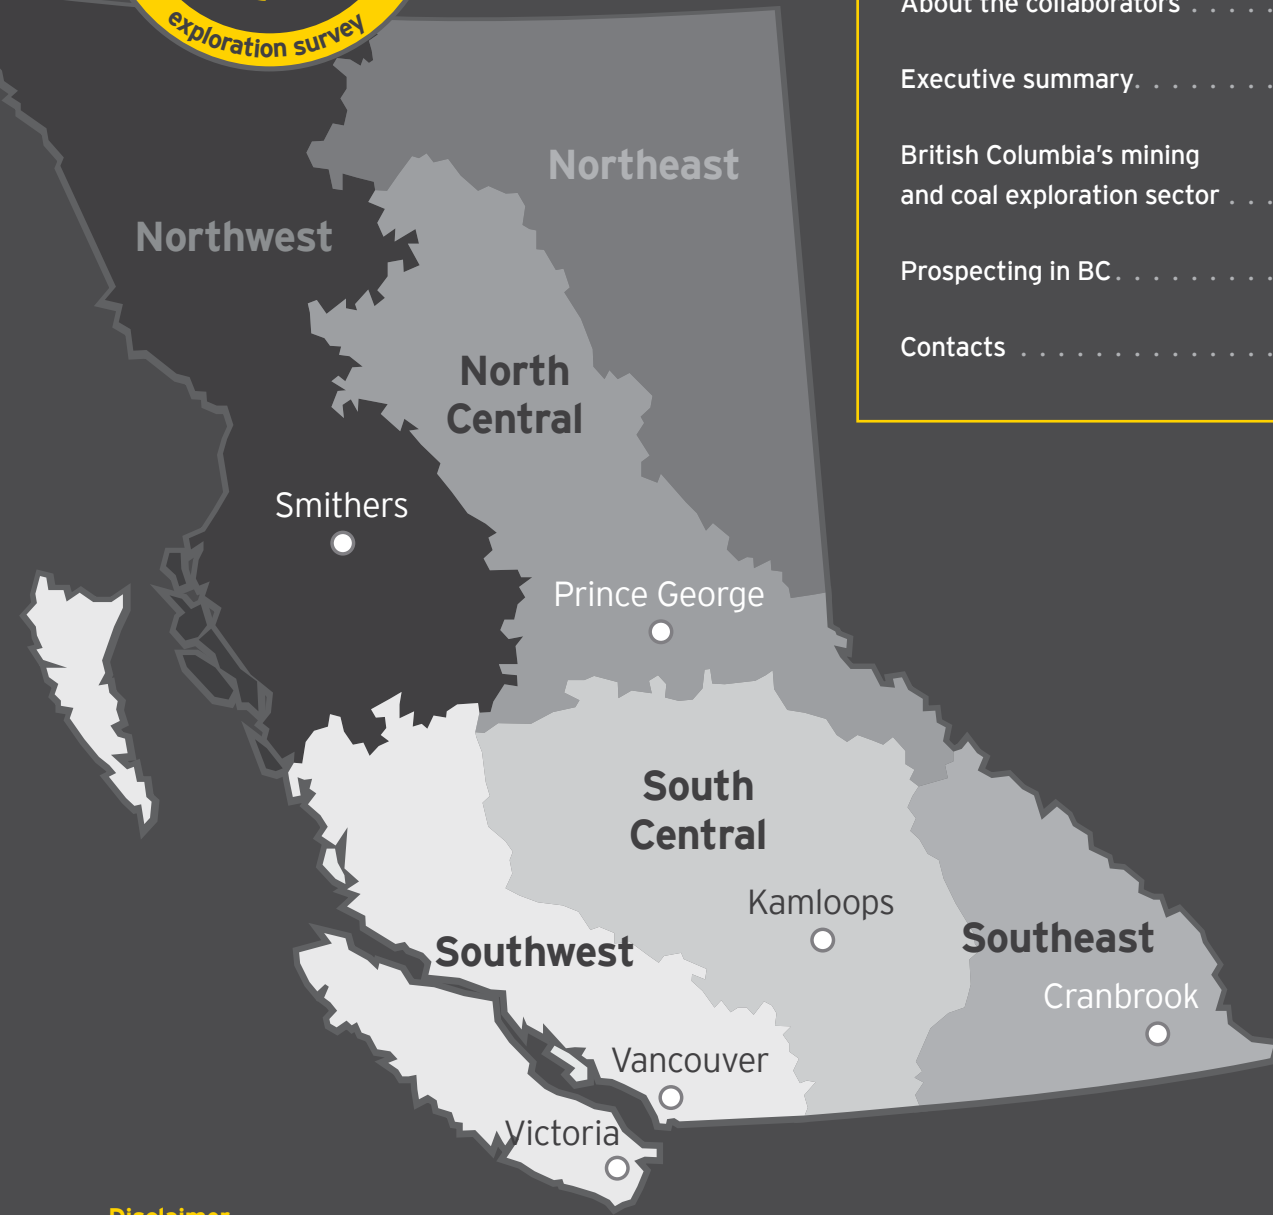 exploration survey
About the collaborators . . . . .
Executive summary. . . . . . . .
British Columbia's mining
and coal exploration sector . . .
Prospecting in BC. . . . . . . . .
Contacts . . . . . . . . . . . . . .
Northeast
Northwest
North
Central
Smithers
Prince George
South
Central
Kamloops
Southwest
Southeast
Cranbrook
Vancouver
Victoria
Disclaimer